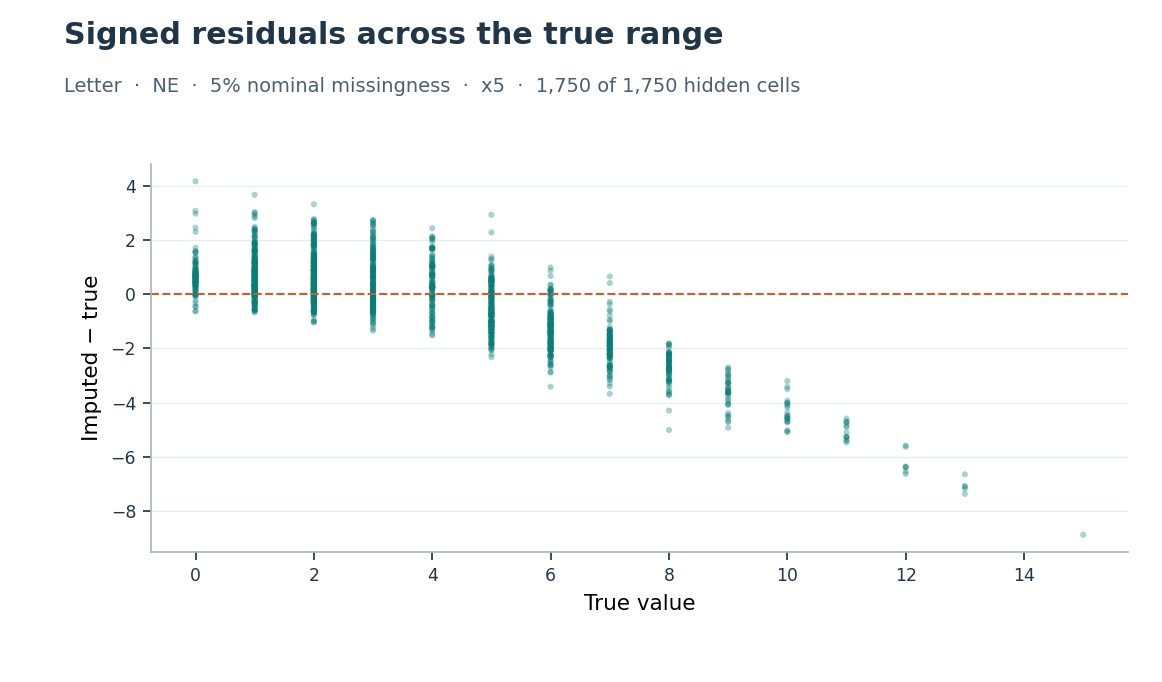 Signed residuals across the true range
Letter · NE · 5% nominal missingness · x5 · 1,750 of 1,750 hidden cells
4
2
0
−2
−4
−6
−8
Imputed − true
0 2 4 6 8 10 12 14
True value